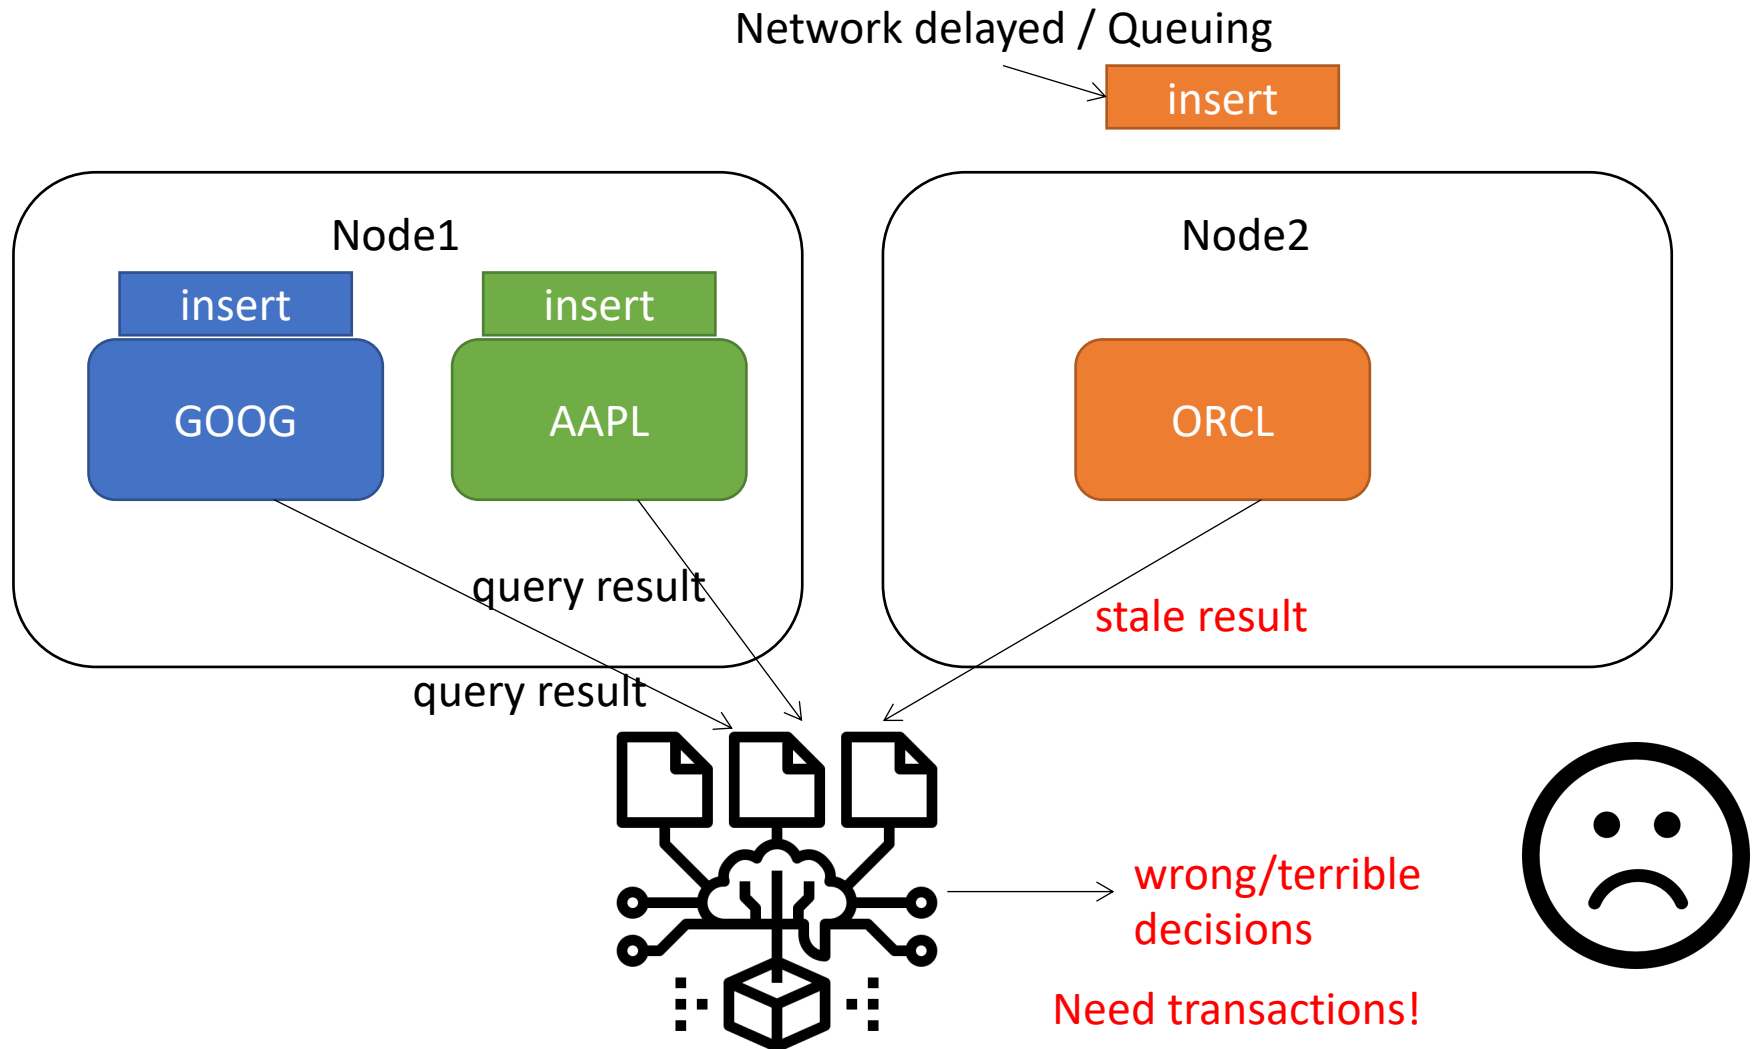 Network delayed / Queuing
insert
Node1
Node2
insert
insert
GOOG
AAPL
ORCL
query result
stale result
query result
wrong/terrible
decisions
Need transactions!